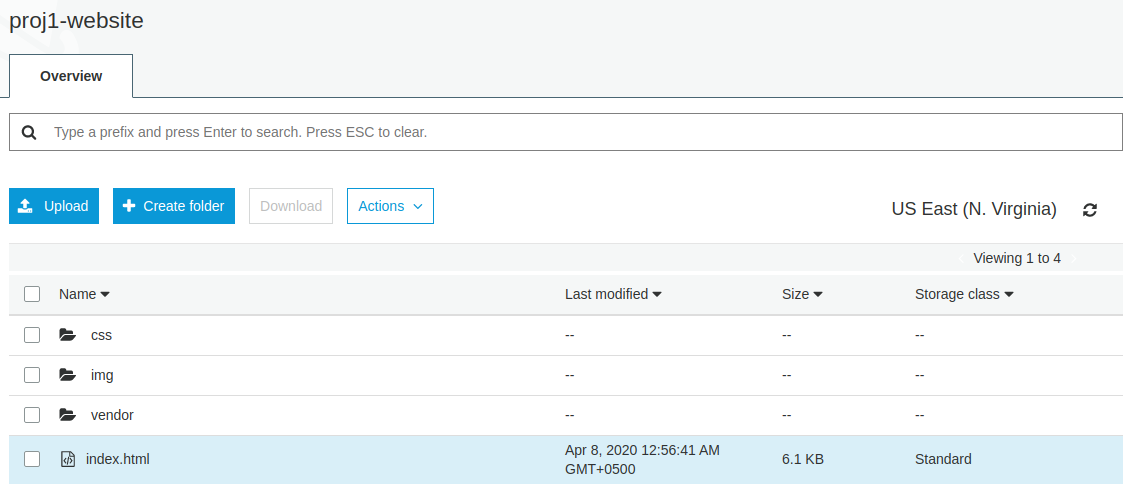 proj1-website
Overview
Type a prefix and press Enter to search. Press ESC to clear.
Upload Create folder Download Actions US East (N. Virginia)
Viewing 1 to 4
Name Last modified Size Storage class
css -- -- --
img -- -- --
vendor -- -- --
index.html Apr 8, 2020 12:56:41 AM GMT+0500 6.1 KB Standard